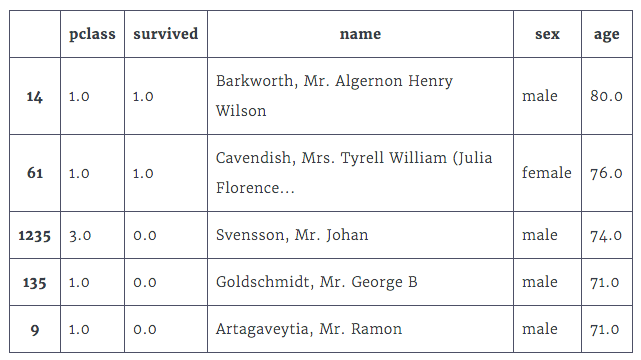 pclass survived name sex age
14 1.0 1.0 Barkworth, Mr. Algernon Henry Wilson male 80.0
61 1.0 1.0 Cavendish, Mrs. Tyrell William (Julia Florence... female 76.0
1235 3.0 0.0 Svensson, Mr. Johan male 74.0
135 1.0 0.0 Goldschmidt, Mr. George B male 71.0
9 1.0 0.0 Artagaveytia, Mr. Ramon male 71.0